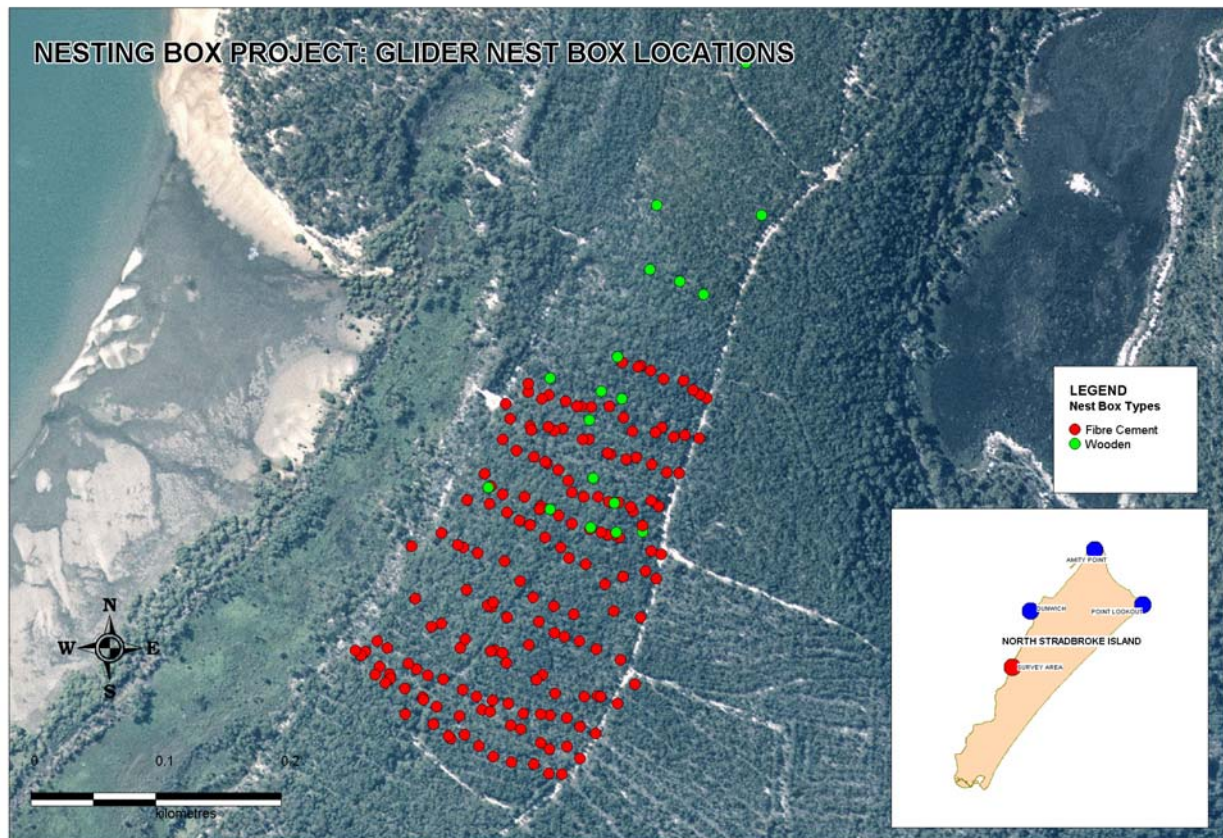 NESTING BOX PROJECT: GLIDER NEST BOX LOCATIONS
LEGEND
Nest Box Types
Fibre Cement
Wooden
AMITY POINT
DUNWICH
POINT LOOKOUT
NORTH STRADBROKE ISLAND
SURVEY AREA
N
W
E
S
0
0.1
0.2
kilometres